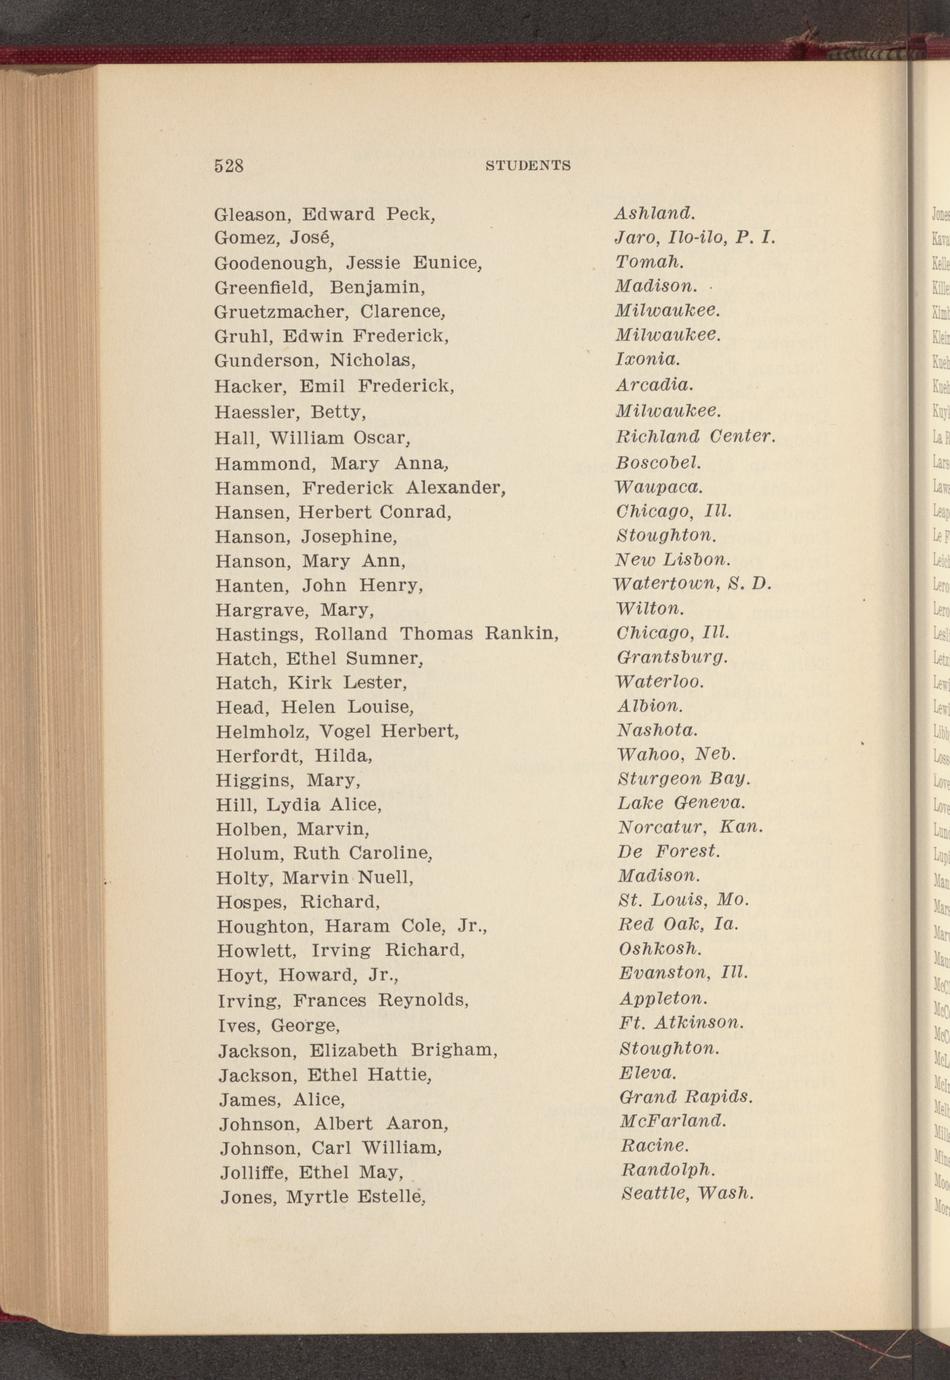 528 STUDENTS
Gleason, Edward Peck, Ashland.
Gomez, José, Jaro, Ilo-ilo, P. I.
Goodenough, Jessie Eunice, Tomah.
Greenfield, Benjamin, Madison.
Gruetzmacher, Clarence, Milwaukee.
Gruhl, Edwin Frederick, Milwaukee.
Gunderson, Nicholas, Ixonia.
Hacker, Emil Frederick, Arcadia.
Haessler, Betty, Milwaukee.
Hall, William Oscar, Richland Center.
Hammond, Mary Anna, Boscobel.
Hansen, Frederick Alexander, Waupaca.
Hansen, Herbert Conrad, Chicago, Ill.
Hanson, Josephine, Stoughton.
Hanson, Mary Ann, New Lisbon.
Hanten, John Henry, Watertown, S. D.
Hargrave, Mary, Wilton.
Hastings, Rolland Thomas Rankin, Chicago, Ill.
Hatch, Ethel Sumner, Grantsburg.
Hatch, Kirk Lester, Waterloo.
Head, Helen Louise, Albion.
Helmholz, Vogel Herbert, Nashota.
Herfordt, Hilda, Wahoo, Neb.
Higgins, Mary, Sturgeon Bay.
Hill, Lydia Alice, Lake Geneva.
Holben, Marvin, Norcatur, Kan.
Holum, Ruth Caroline, De Forest.
Holty, Marvin Nuell, Madison.
Hospes, Richard, St. Louis, Mo.
Houghton, Haram Cole, Jr., Red Oak, Ia.
Howlett, Irving Richard, Oshkosh.
Hoyt, Howard, Jr., Evanston, Ill.
Irving, Frances Reynolds, Appleton.
Ives, George, Ft. Atkinson.
Jackson, Elizabeth Brigham, Stoughton.
Jackson, Ethel Hattie, Eleva.
James, Alice, Grand Rapids.
Johnson, Albert Aaron, McFarland.
Johnson, Carl William, Racine.
Jolliffe, Ethel May, Randolph.
Jones, Myrtle Estelle, Seattle, Wash.